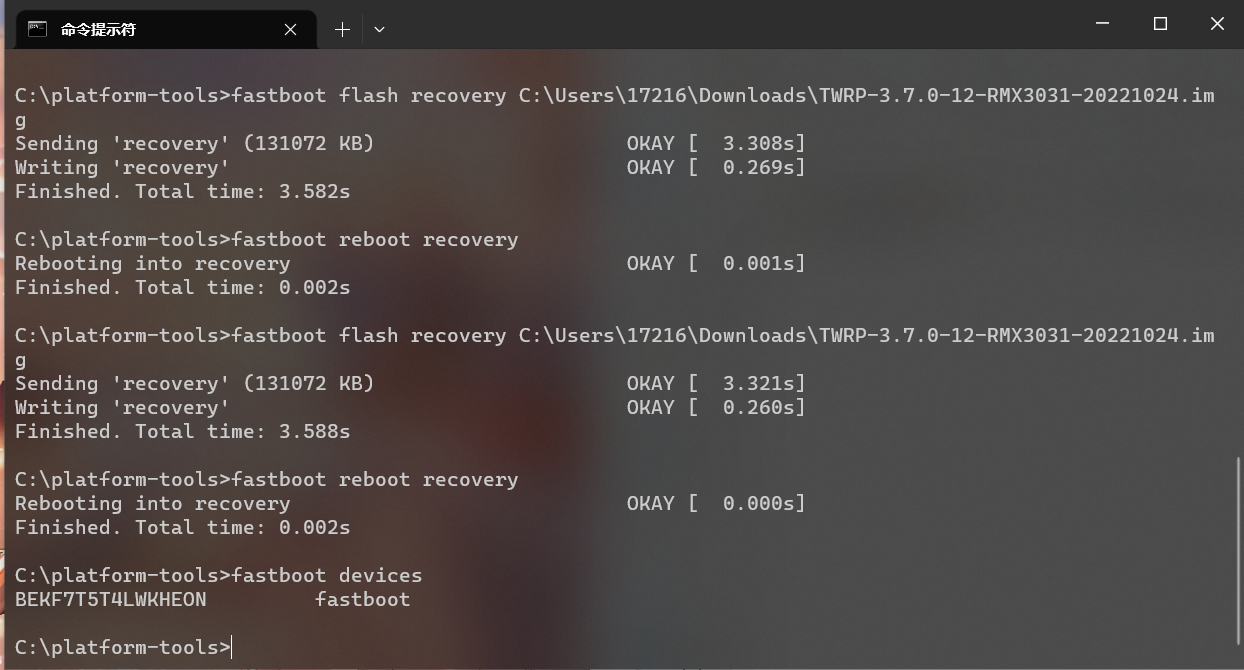 命令提示符
C:\platform-tools>fastboot flash recovery C:\Users\17216\Downloads\TWRP-3.7.0-12-RMX3031-20221024.im
g
Sending 'recovery' (131072 KB)                     OKAY [  3.308s]
Writing 'recovery'                                 OKAY [  0.269s]
Finished. Total time: 3.582s
C:\platform-tools>fastboot reboot recovery
Rebooting into recovery                            OKAY [  0.001s]
Finished. Total time: 0.002s
C:\platform-tools>fastboot flash recovery C:\Users\17216\Downloads\TWRP-3.7.0-12-RMX3031-20221024.im
g
Sending 'recovery' (131072 KB)                     OKAY [  3.321s]
Writing 'recovery'                                 OKAY [  0.260s]
Finished. Total time: 3.588s
C:\platform-tools>fastboot reboot recovery
Rebooting into recovery                            OKAY [  0.000s]
Finished. Total time: 0.002s
C:\platform-tools>fastboot devices
BEKF7T5T4LWKHEON         fastboot
C:\platform-tools>